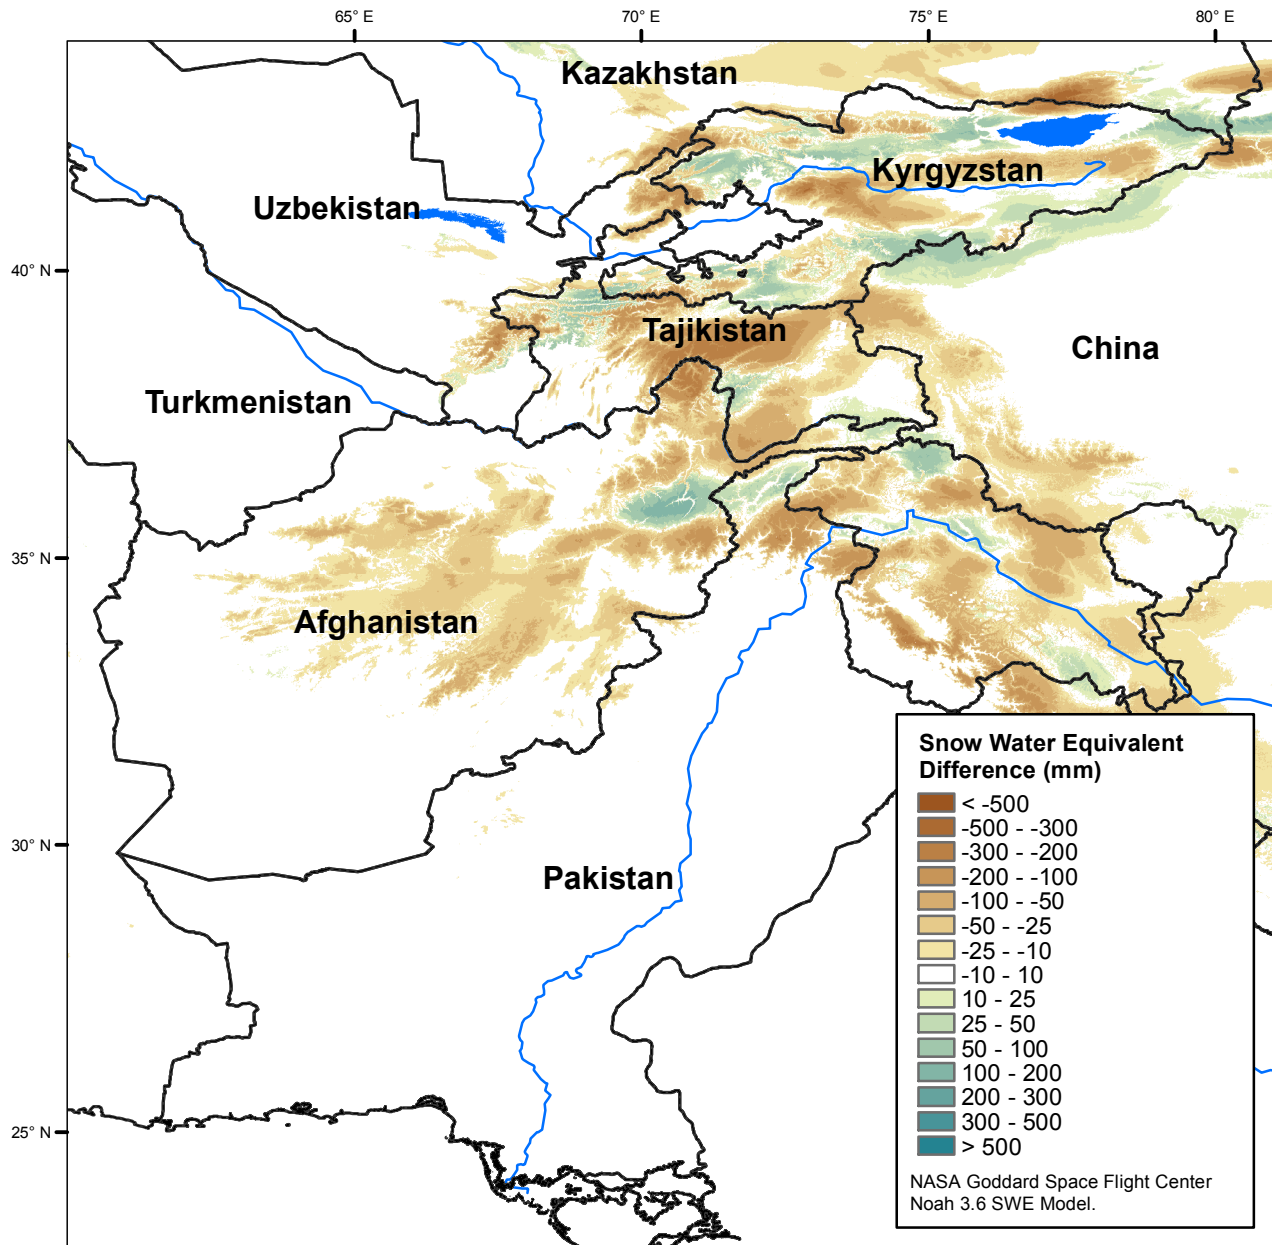 65° E
70° E
75° E
80° E
Kazakhstan
Kyrgyzstan
Uzbekistan
40° N
Tajikistan
China
Turkmenistan
35° N
Afghanistan
Snow Water Equivalent
Difference (mm)
< -500
-500 - -300
-300 - -200
-200 - -100
-100 - -50
-50 - -25
-25 - -10
-10 - 10
10 - 25
25 - 50
50 - 100
100 - 200
200 - 300
300 - 500
> 500
30° N
Pakistan
25° N
NASA Goddard Space Flight Center
Noah 3.6 SWE Model.